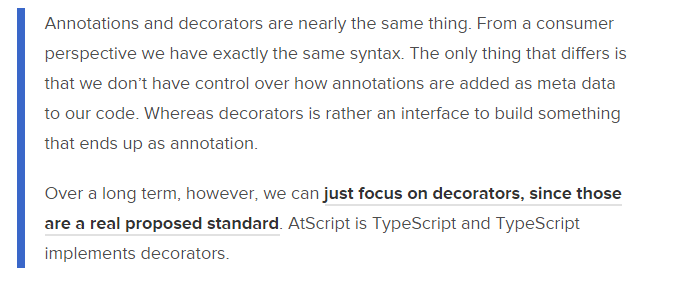 Annotations and decorators are nearly the same thing. From a consumer
perspective we have exactly the same syntax. The only thing that differs is
that we don’t have control over how annotations are added as meta data
to our code. Whereas decorators is rather an interface to build something
that ends up as annotation.
Over a long term, however, we can just focus on decorators, since those
are a real proposed standard. AtScript is TypeScript and TypeScript
implements decorators.